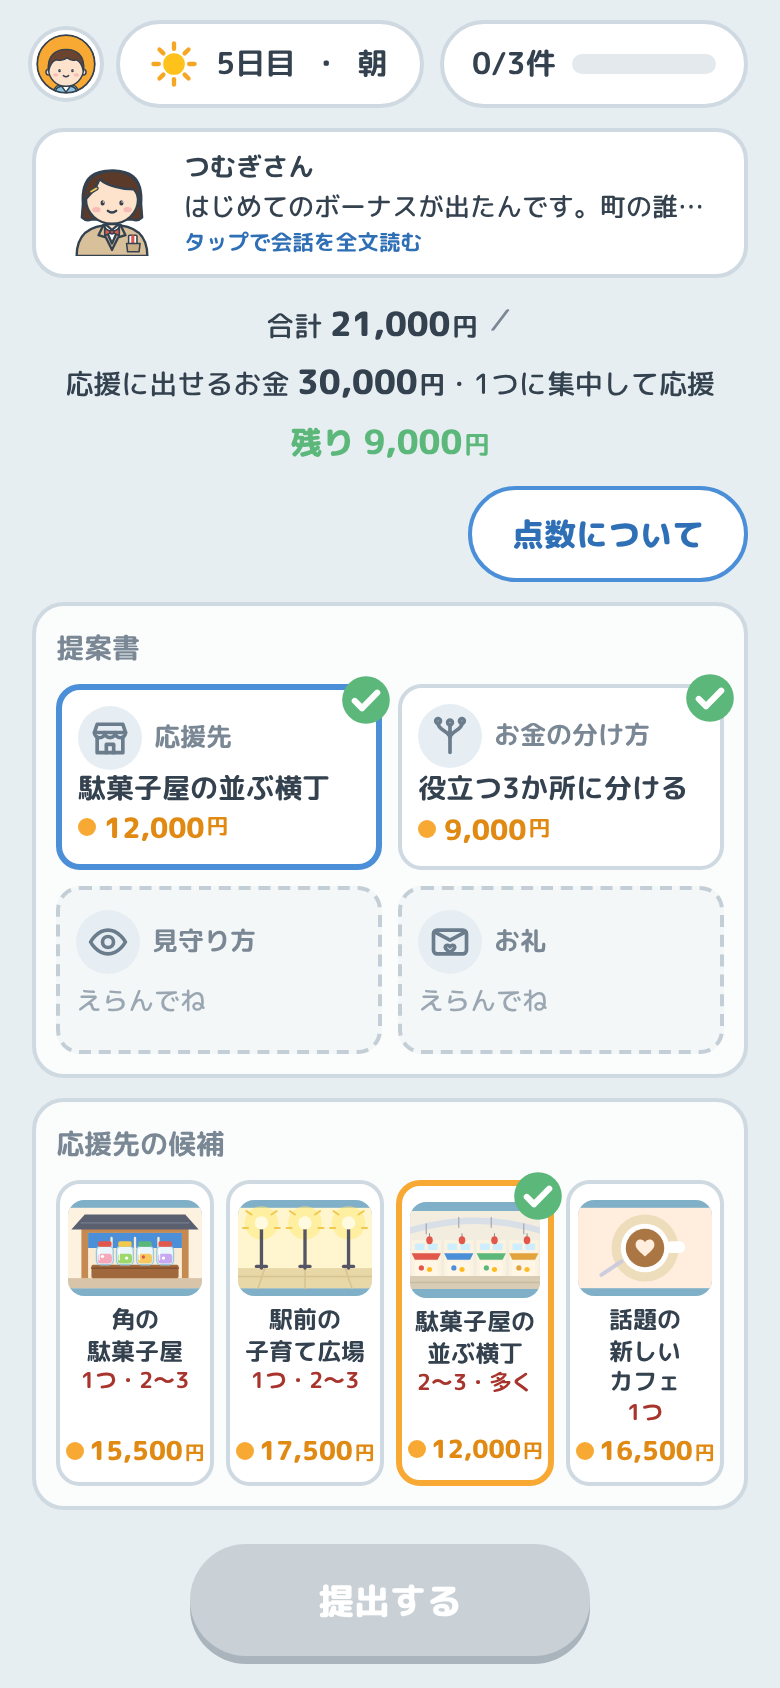 5日目 ・ 朝
0/3件
つむぎさん
はじめてのボーナスが出たんです。町の誰…
タップで会話を全文読む
合計 21,000円 /
応援に出せるお金 30,000円・1つに集中して応援
残り 9,000円
点数について
提案書
応援先
駄菓子屋の並ぶ横丁
12,000円
お金の分け方
役立つ3か所に分ける
9,000円
見守り方
えらんでね
お礼
えらんでね
応援先の候補
角の
駄菓子屋
1つ・2〜3
15,500円
駅前の
子育て広場
1つ・2〜3
17,500円
駄菓子屋の
並ぶ横丁
2〜3・多く
12,000円
話題の
新しい
カフェ
1つ
16,500円
提出する